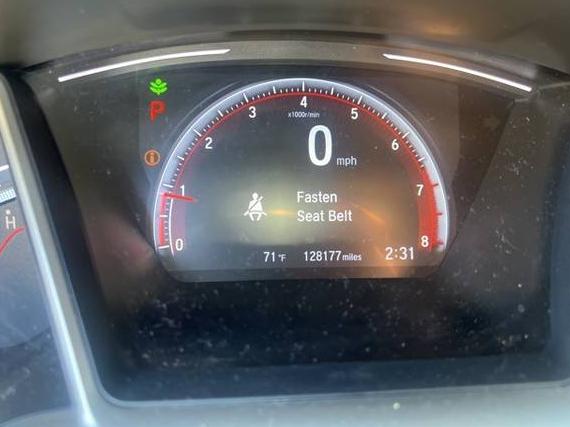 P
4
3
5
x1000r/min
2
6
0 mph
i
1
7
Fasten
Seat Belt
H
0
8
71°F 128177 miles 2:31